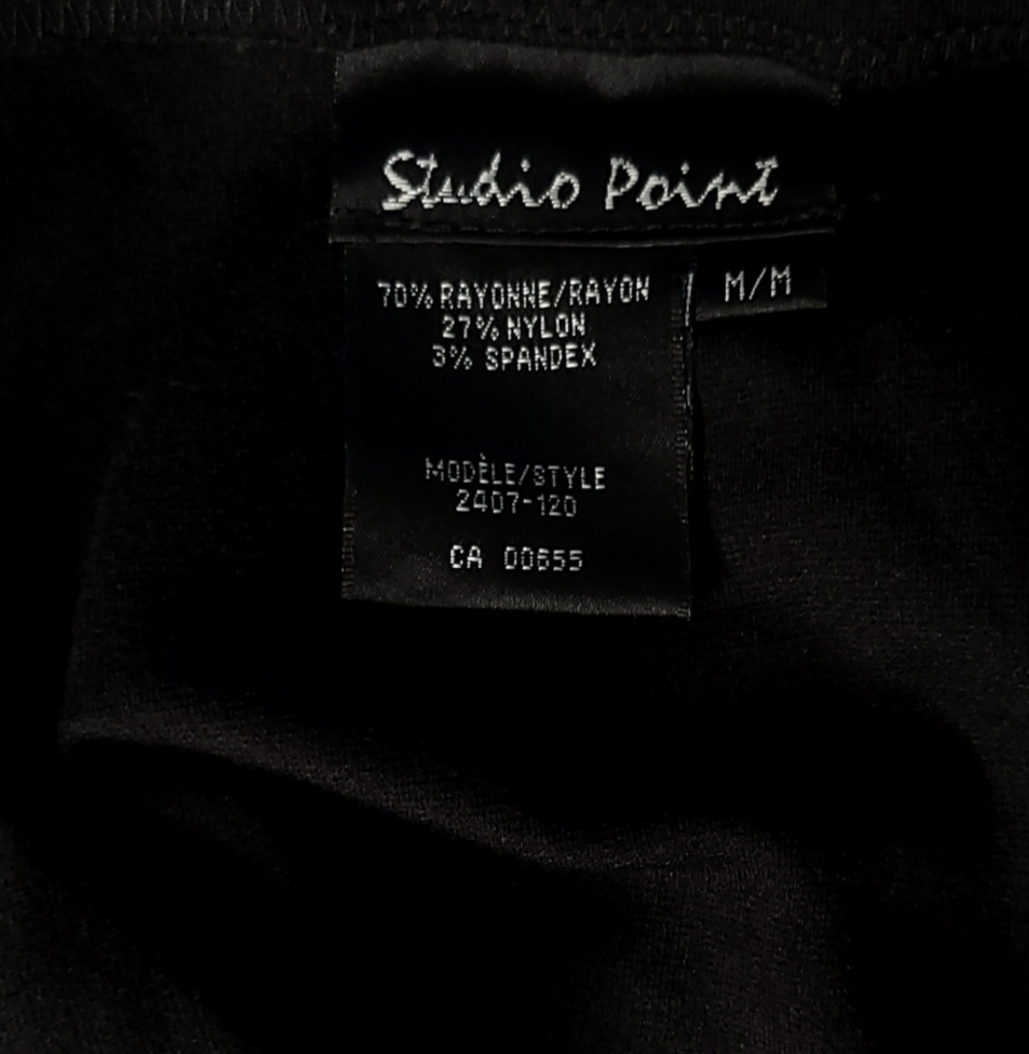 Studio Point
M/M
70% RAYONNE/RAYON
27% NYLON
3% SPANDEX
MODÈLE/STYLE
2407-120
CA 00655